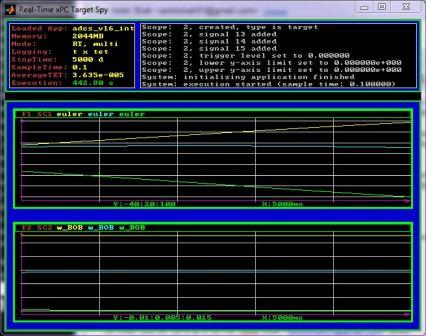 Real-Time xPC Target Spy
Loaded App: adcs_v16_int
Memory: 2044MB
Mode: RT, multi
Logging: t x tet
StopTime: 5000 d
SampleTime: 0.1
AverageTET: 3.635e-005
Execution: 442.80 s
Scope: 2, created, type is target
Scope: 2, signal 13 added
Scope: 2, signal 14 added
Scope: 2, signal 15 added
Scope: 2, trigger level set to 0.000000
Scope: 2, lower y-axis limit set to 0.000000e+000
Scope: 2, upper y-axis limit set to 0.000000e+000
System: initializing application finished
System: execution started (sample time: 0.100000)
F1 SC1 euler euler euler
Y:-40:20:100 X:5000ms
F2 SC2 w_BOB w_BOB w_BOB
Y:-0.01:0.005:0.015 X:5000ms